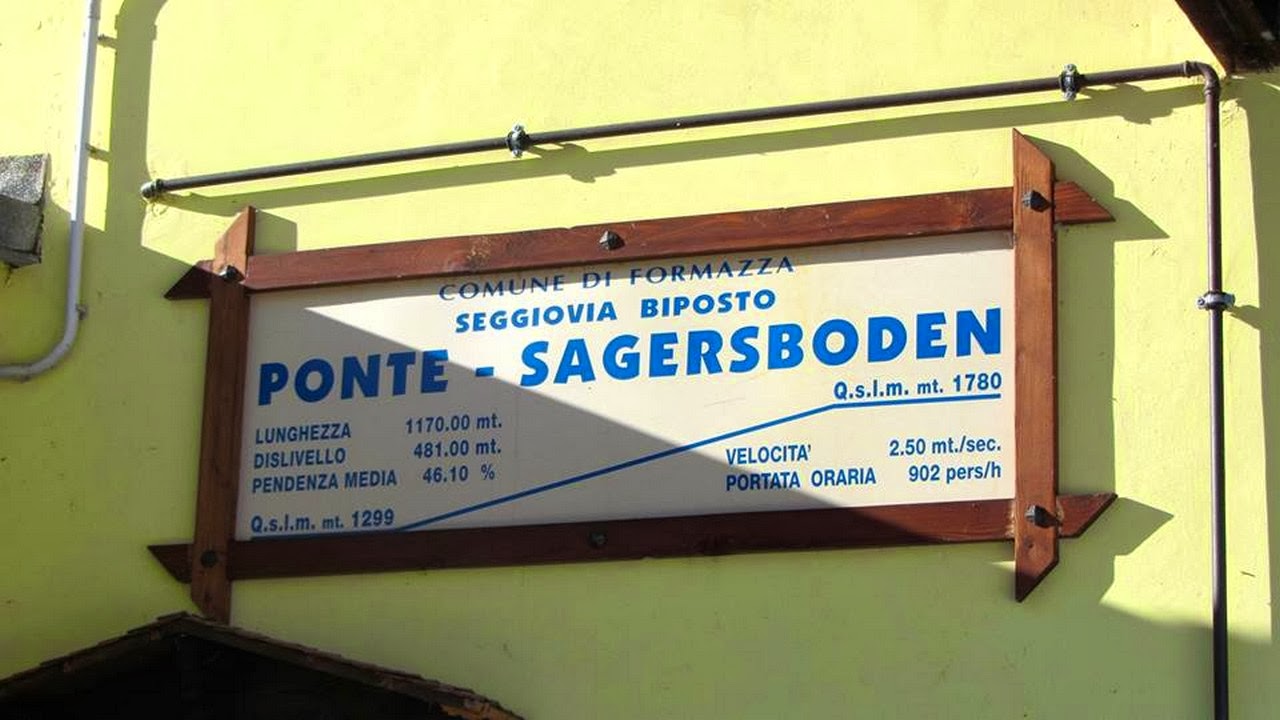 COMUNE DI FORMAZZA
SEGGIOVIA BIPOSTO
PONTE - SAGERSBODEN
Q.s.l.m. mt. 1780
LUNGHEZZA 1170.00 mt.
DISLIVELLO 481.00 mt.
PENDENZA MEDIA 46.10 %
VELOCITA' 2.50 mt./sec.
PORTATA ORARIA 902 pers/h
Q.s.l.m. mt. 1299